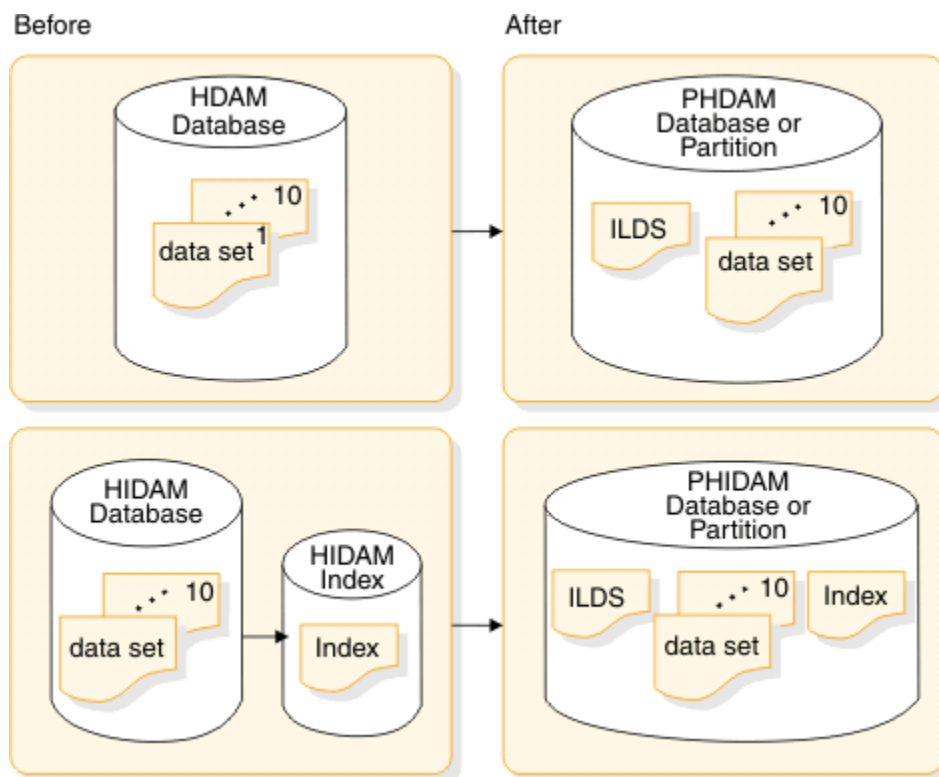 Before
After
HDAM
Database
10
1
data set
PHDAM
Database or
Partition
ILDS
10
data set
HIDAM
Database
10
data set
HIDAM
Index
Index
PHIDAM
Database or
Partition
ILDS
10
data set
Index